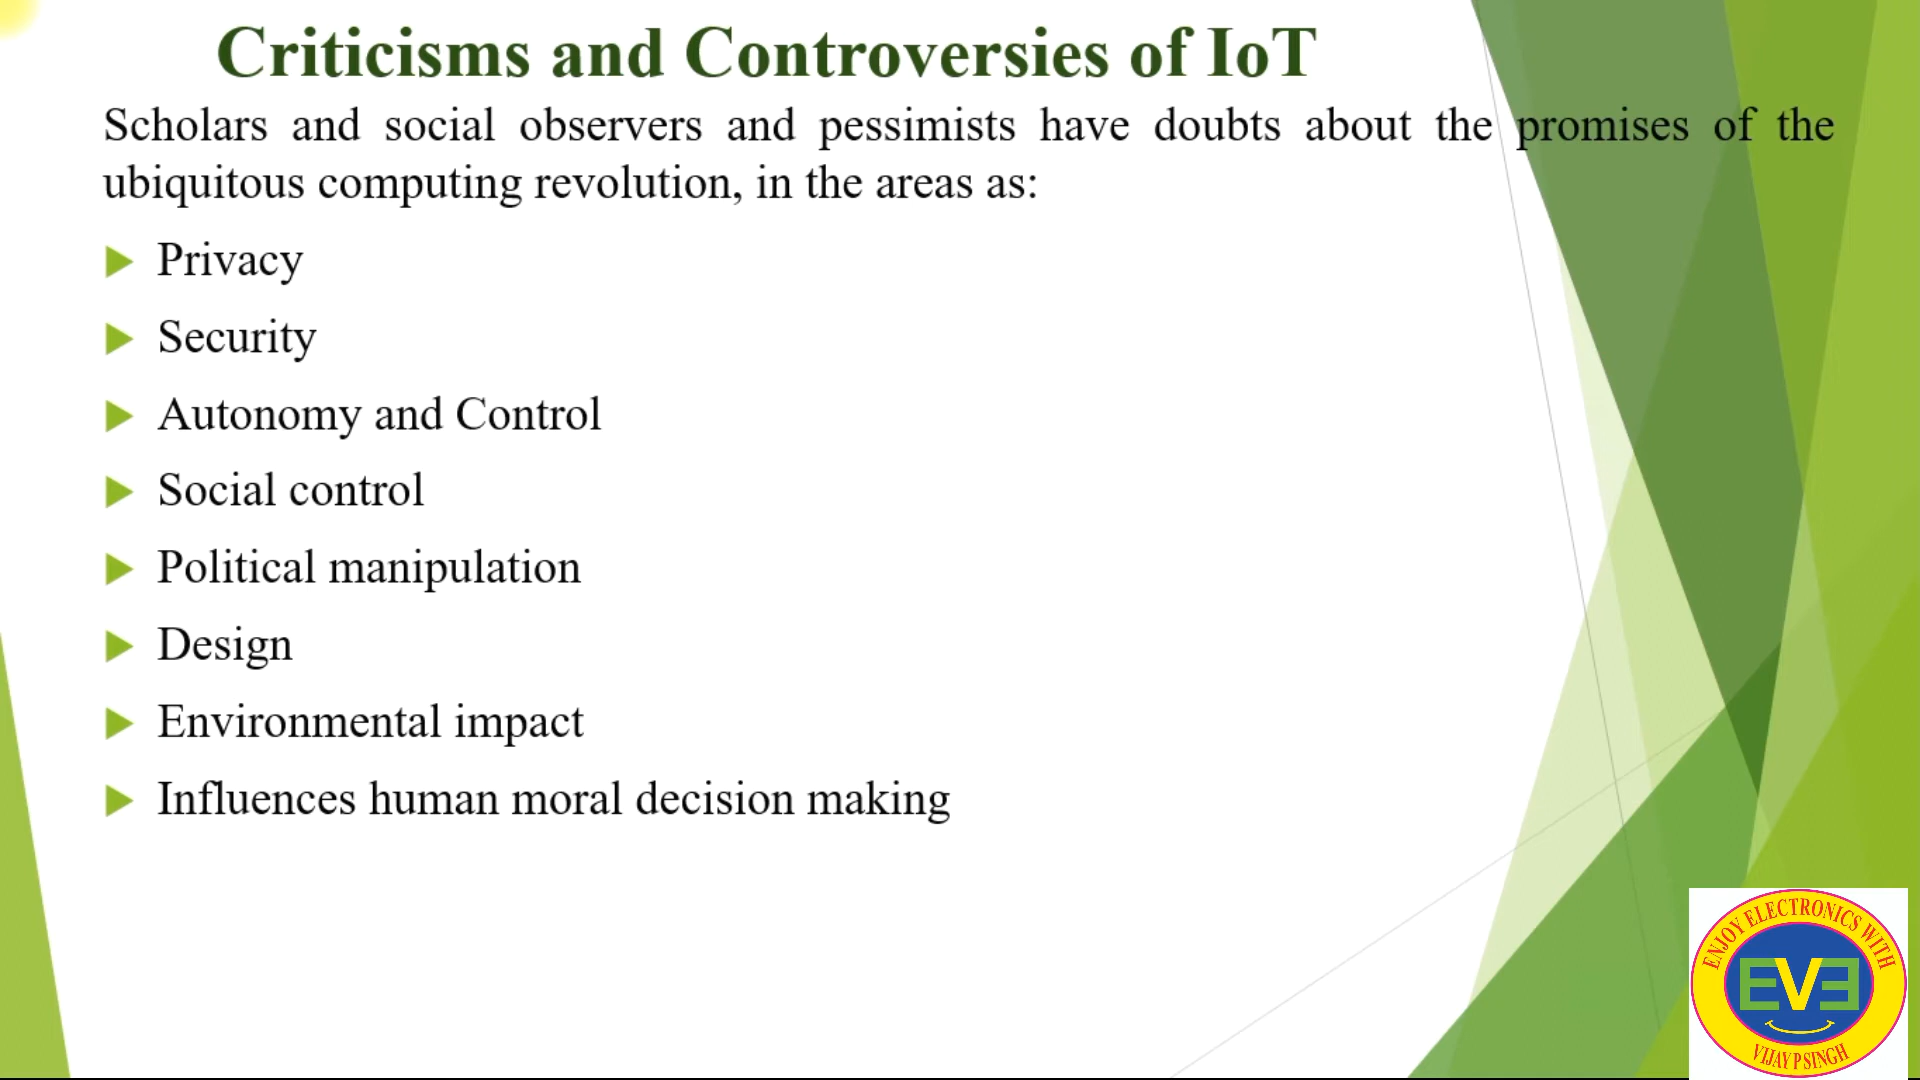 Criticisms and Controversies of IoT
Scholars and social observers and pessimists have doubts about the promises of the
ubiquitous computing revolution, in the areas as:
Privacy
Security
Autonomy and Control
Social control
Political manipulation
Design
Environmental impact
Influences human moral decision making
ENJOY ELECTRONICS WITH
EVE
VIJAY P SINGH